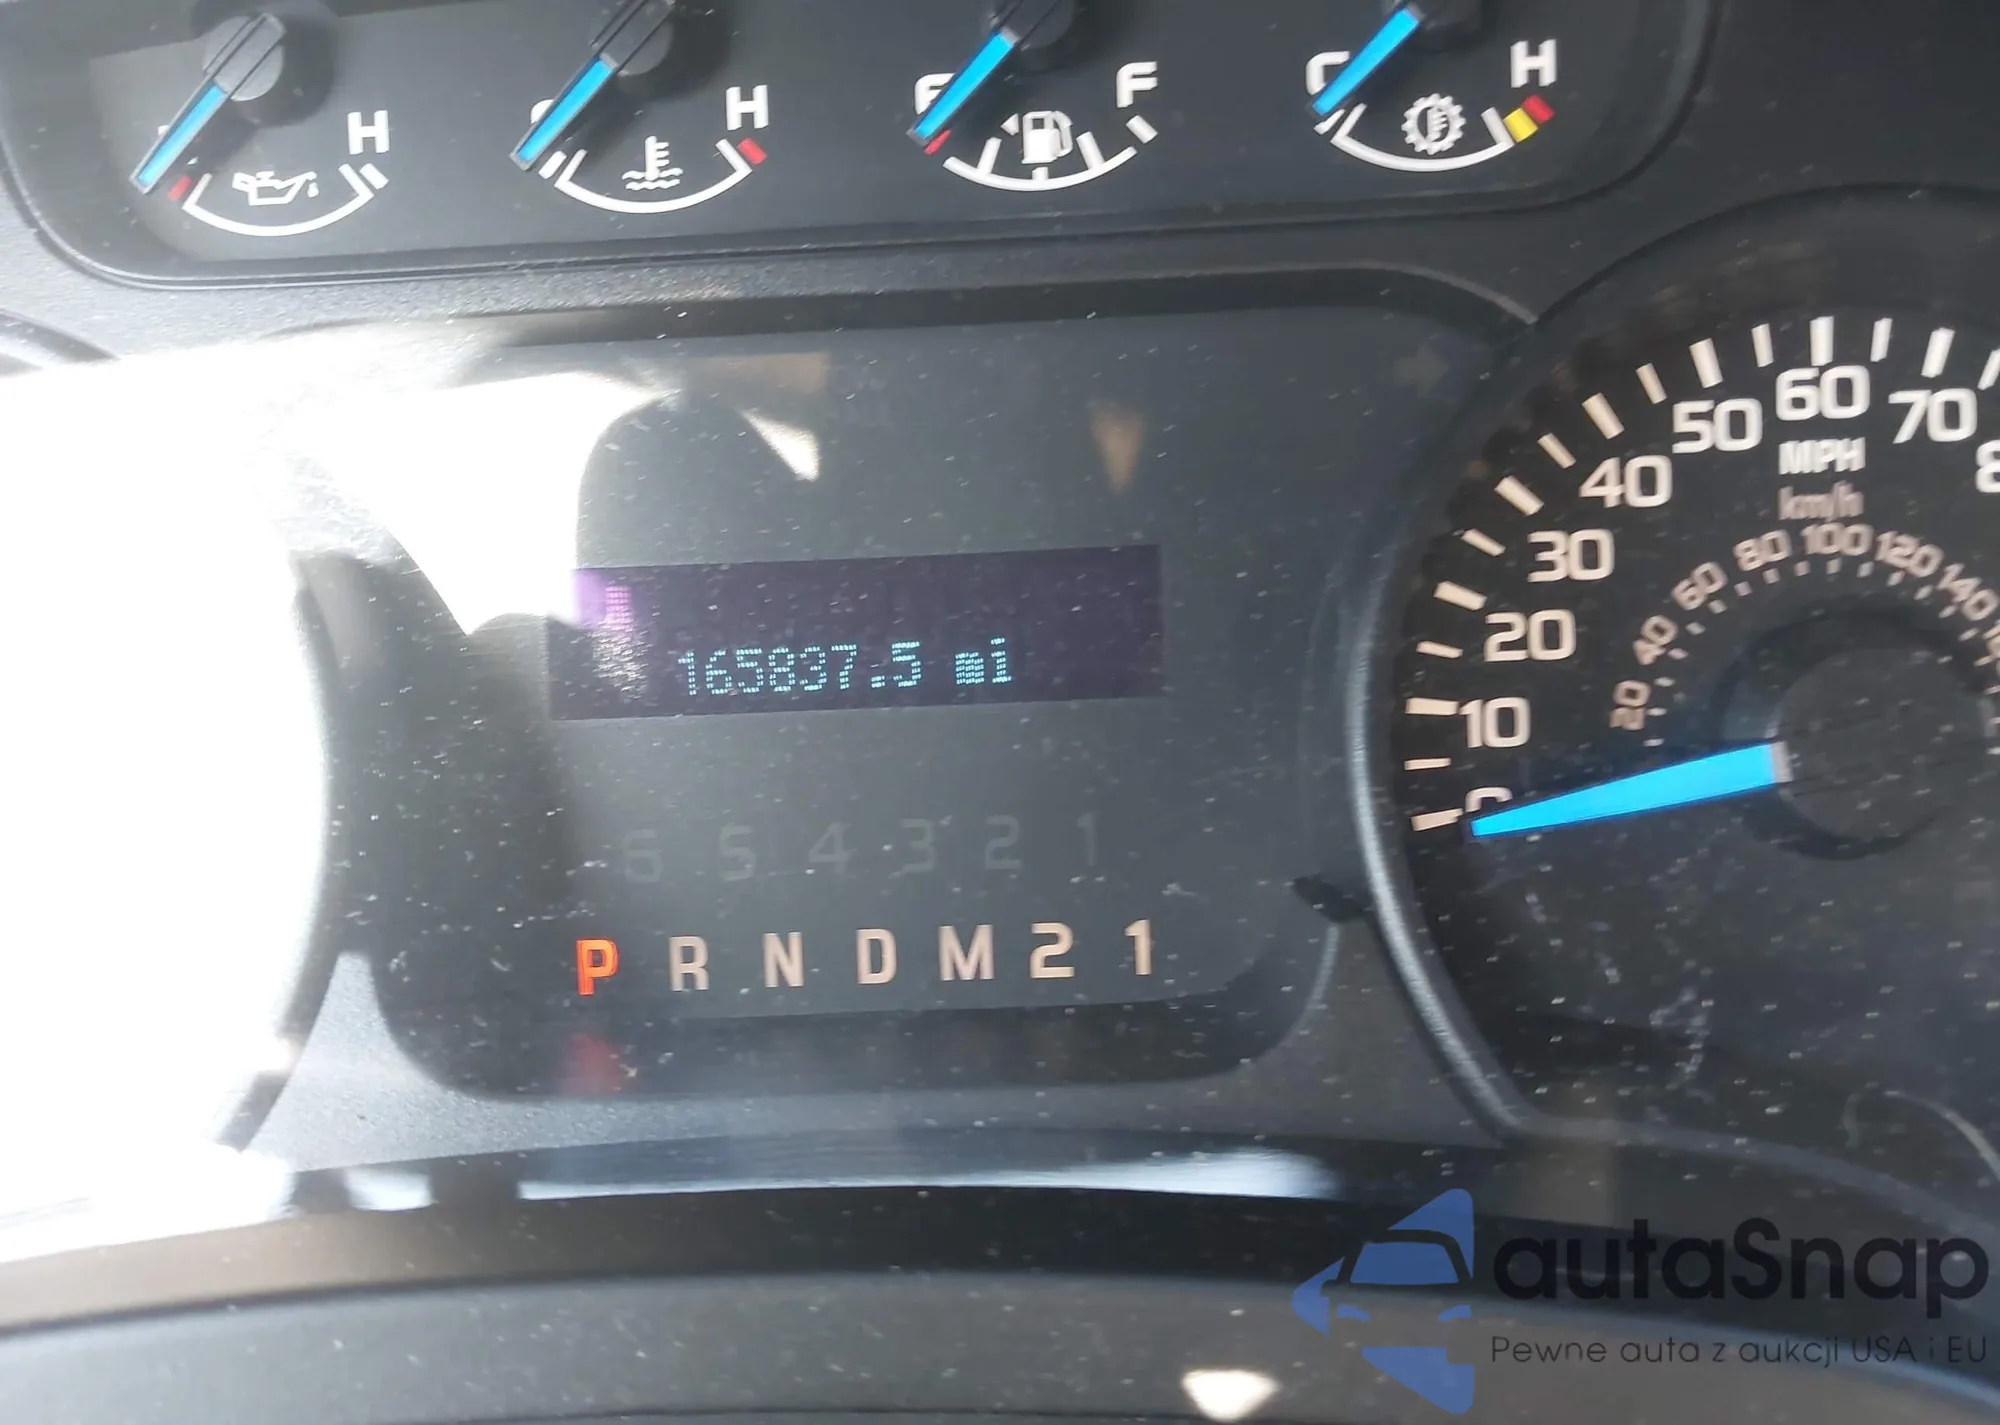 H H E F C H
165837.5 mi
6 5 4 3 2 1
P R N D M 2 1
0 10 20 30 40 50 60 70
MPH
km/h
20 40 60 80 100 120 140
autaSnap
Pewne auta z aukcji USA i EU